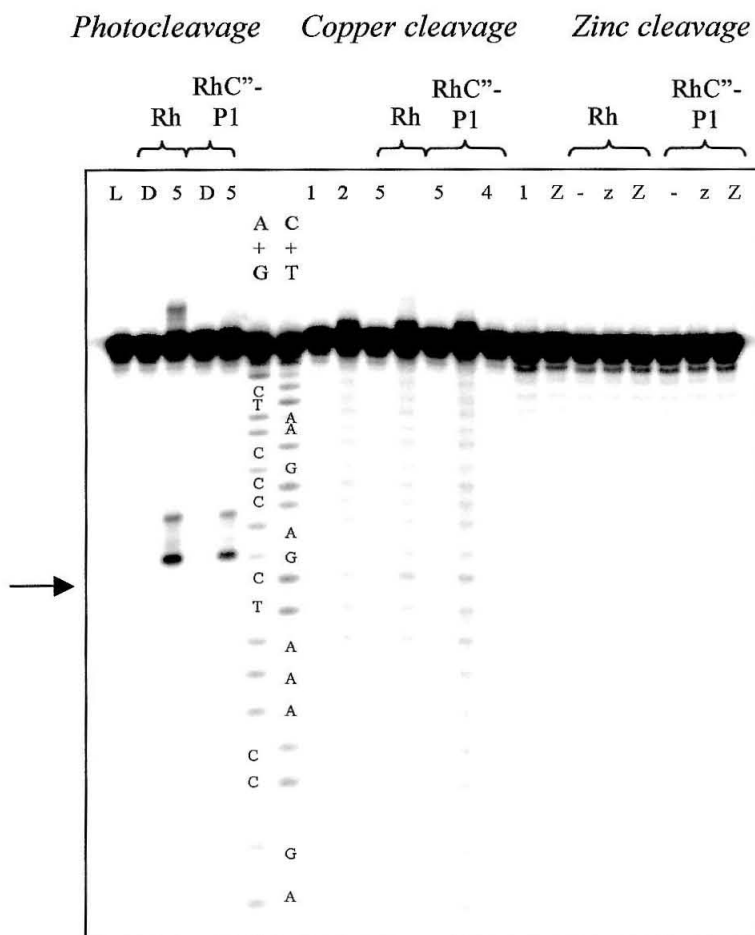 Photocleavage Copper cleavage Zinc cleavage
RhC”- RhC”- RhC”-
Rh P1 Rh P1 Rh P1
L D 5 D 5 1 2 5 5 4 1 Z - z Z - z Z
A C
+ +
G T
C
T
A
A
C
G
C
C
A
G
C
T
A
A
A
C
C
G
A